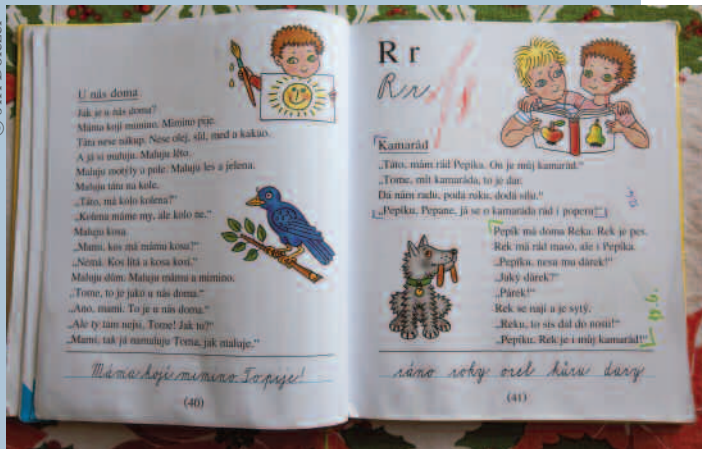 U nás doma
Jak je u nás doma?
Máma kojí mimino. Mimino pije.
Táta nese nákup. Nese olej, sůl, med a kakao.
A já si maluju. Maluju léto.
Maluju motýly a pole. Maluju les a jelena.
Maluju tátu na kole.
„Táto, má kolo kolena?“
„Kolena máme my, ale kolo ne.“
Maluju kosa.
„Mami, kos má mámu kosu?“
„Nemá. Kos lítá a kosa kosí.“
Maluju dům. Maluju mámu a mimino.
„Tome, to je jako u nás doma.“
„Ano, mami. To je u nás doma.“
„Ale ty tam nejsi, Tome! Jak to?“
„Mami, tak já namaluju Toma, jak maluje.“
Máma kojí mimino. To pije!
(40)
R r
R r
Kamarád
„Táto, mám rád Pepíka. On je můj kamarád.“
„Tome, mít kamaráda, to je dar.
Dá nám radu, podá ruku, dodá sílu.“
„Pepíku, Pepane, já se o kamaráda rád i poperu!“
Pepík má doma Reka. Rek je pes.
Rek má rád maso, ale i Pepíka.
„Pepíku, nesu mu dárek!“
„Jaký dárek?“
„Párek!“
Rek se nají a je sytý.
„Reku, to sis dal do nosu!“
„Pepíku, Rek je i můj kamarád!“
ráno roky orel kůru dary
(41)